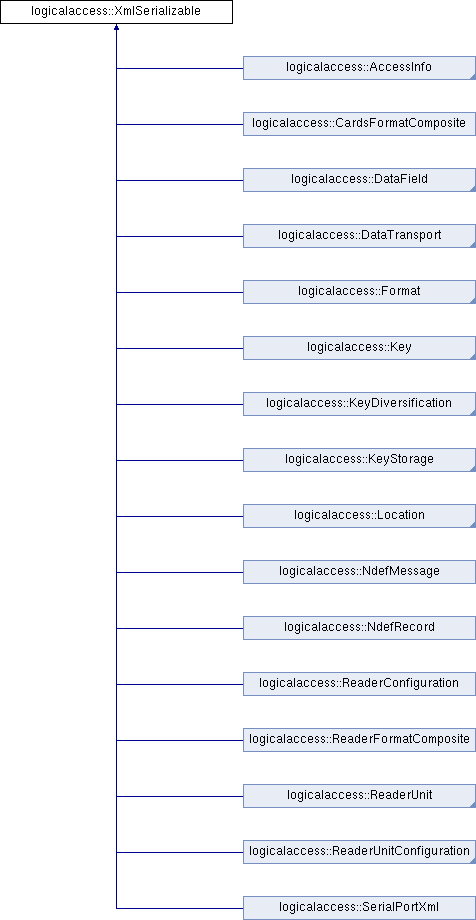 logicalaccess::XmlSerializable
logicalaccess::AccessInfo
logicalaccess::CardsFormatComposite
logicalaccess::DataField
logicalaccess::DataTransport
logicalaccess::Format
logicalaccess::Key
logicalaccess::KeyDiversification
logicalaccess::KeyStorage
logicalaccess::Location
logicalaccess::NdefMessage
logicalaccess::NdefRecord
logicalaccess::ReaderConfiguration
logicalaccess::ReaderFormatComposite
logicalaccess::ReaderUnit
logicalaccess::ReaderUnitConfiguration
logicalaccess::SerialPortXml